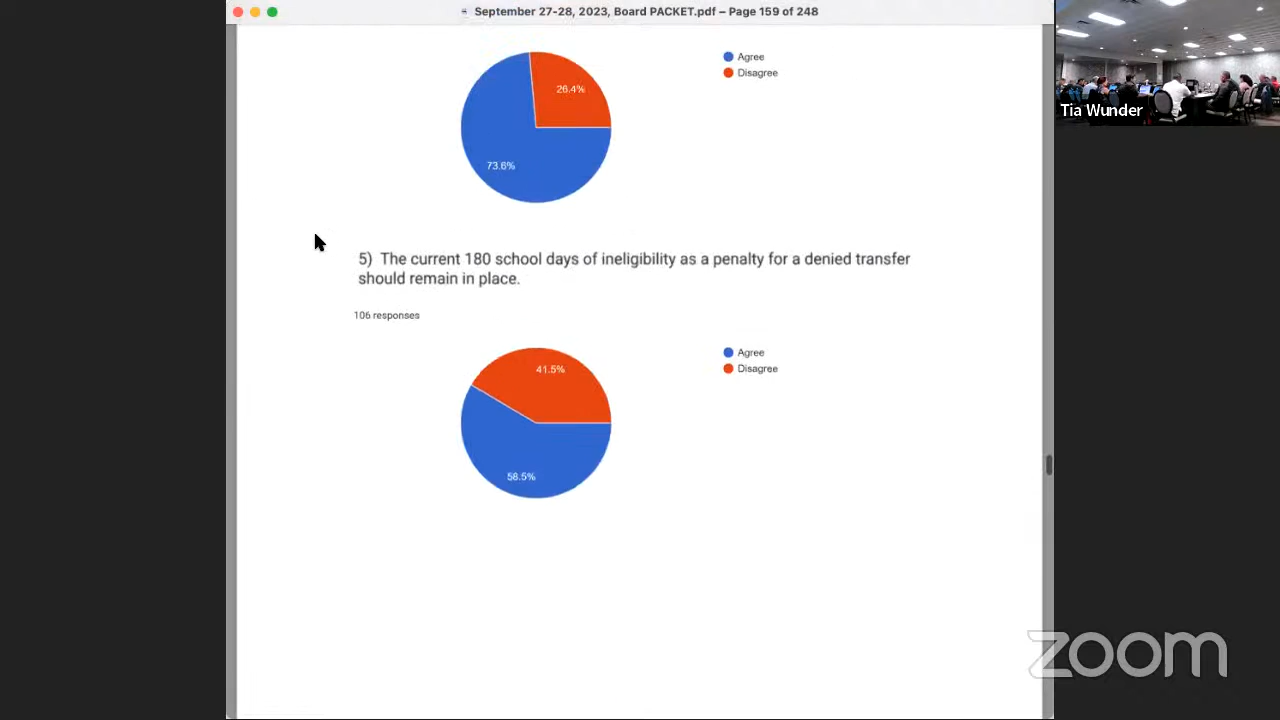 September 27-28, 2023, Board PACKET.pdf – Page 159 of 248
Agree
Disagree
26.4%
73.6%
Tia Wunder
5) The current 180 school days of ineligibility as a penalty for a denied transfer
should remain in place.
106 responses
Agree
Disagree
41.5%
58.5%
zoom